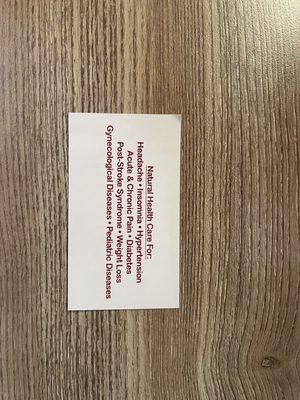 Natural Health Care For:
Headache • Insomnia • Hypertension
Acute & Chronic Pain • Diabetes
Post-Stroke Syndrome • Weight Loss
Gynecological Diseases • Pediatric Diseases